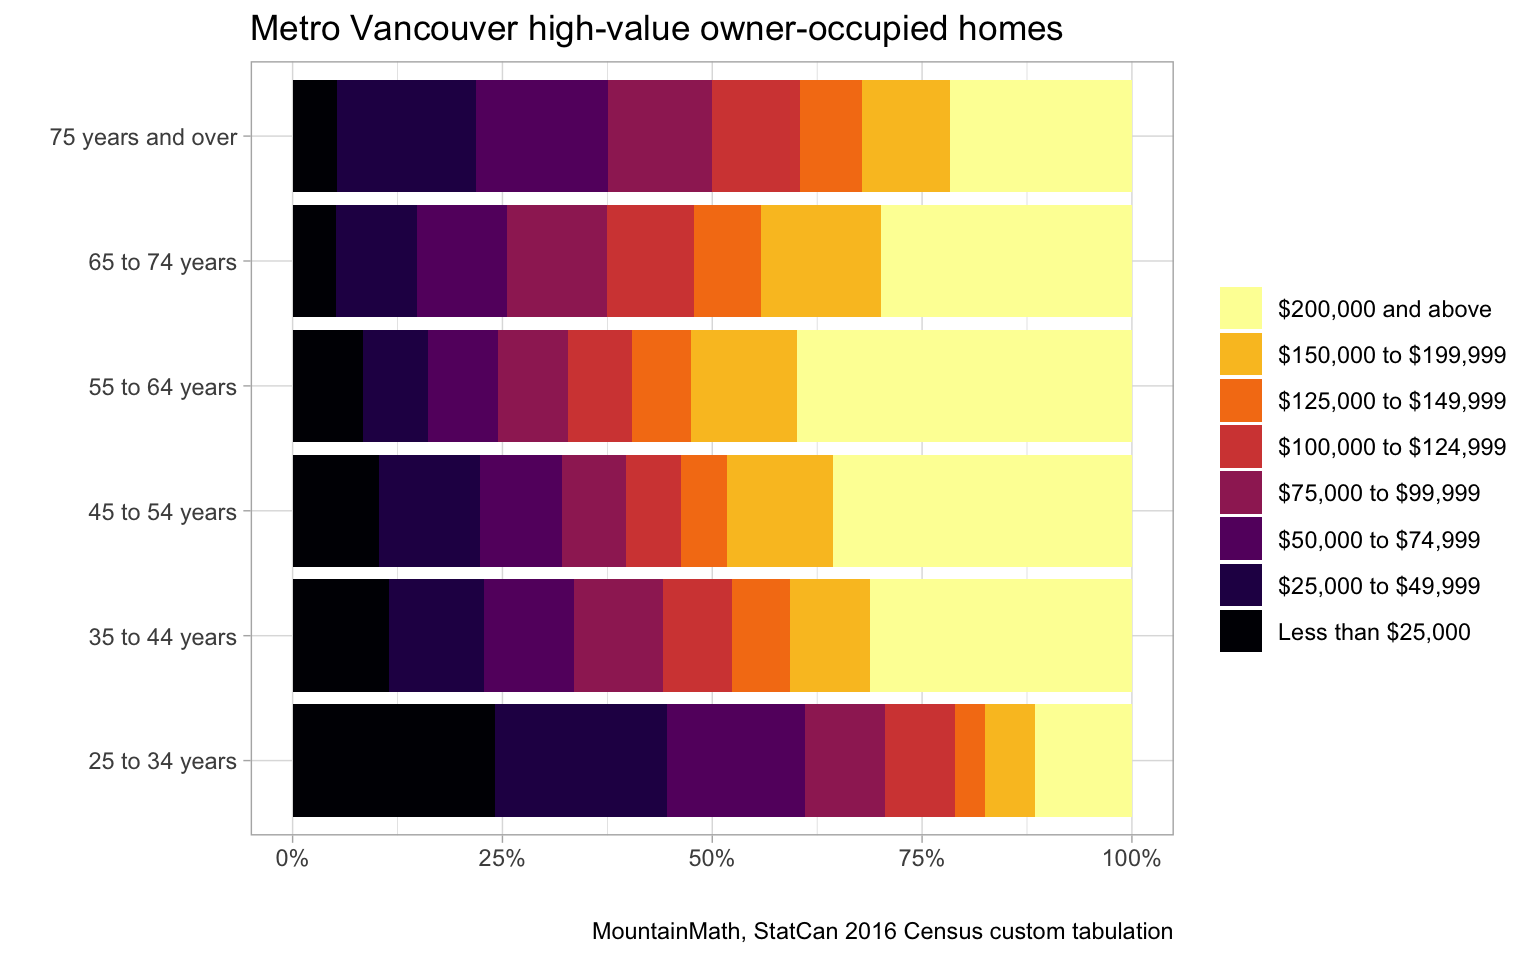 Metro Vancouver high-value owner-occupied homes
75 years and over
65 to 74 years
55 to 64 years
45 to 54 years
35 to 44 years
25 to 34 years
0%
25%
50%
75%
100%
$200,000 and above
$150,000 to $199,999
$125,000 to $149,999
$100,000 to $124,999
$75,000 to $99,999
$50,000 to $74,999
$25,000 to $49,999
Less than $25,000
MountainMath, StatCan 2016 Census custom tabulation